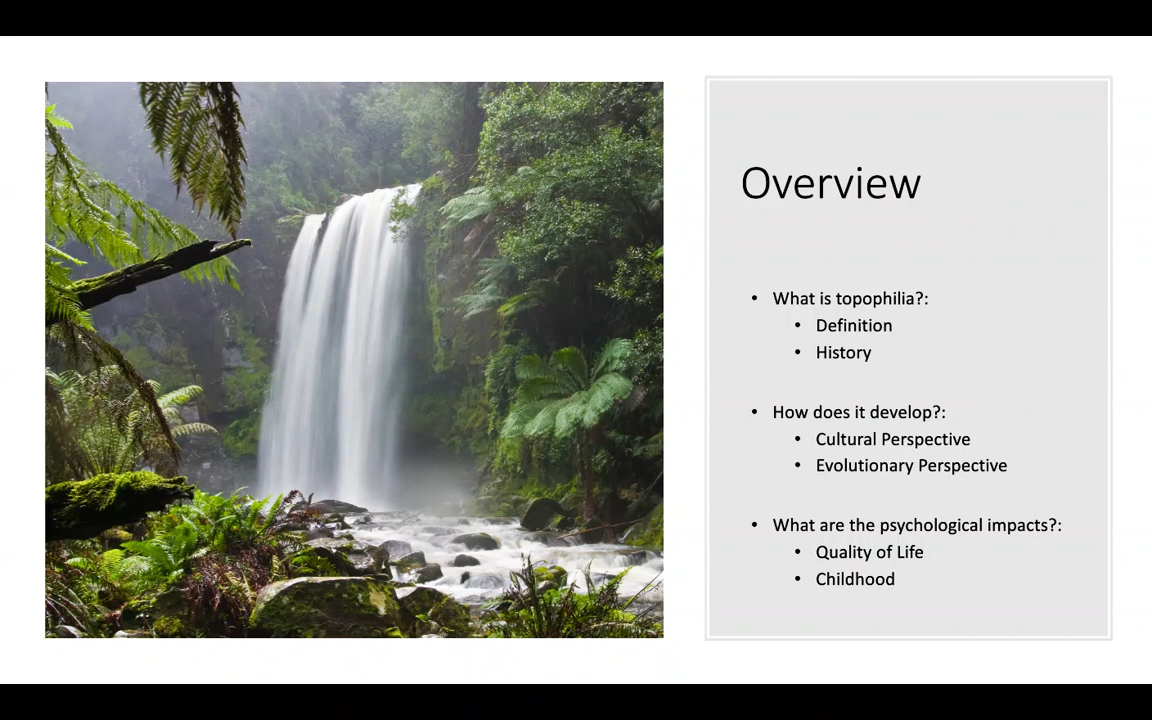 Overview
• What is topophilia?:
• Definition
• History
• How does it develop?:
• Cultural Perspective
• Evolutionary Perspective
• What are the psychological impacts?:
• Quality of Life
• Childhood